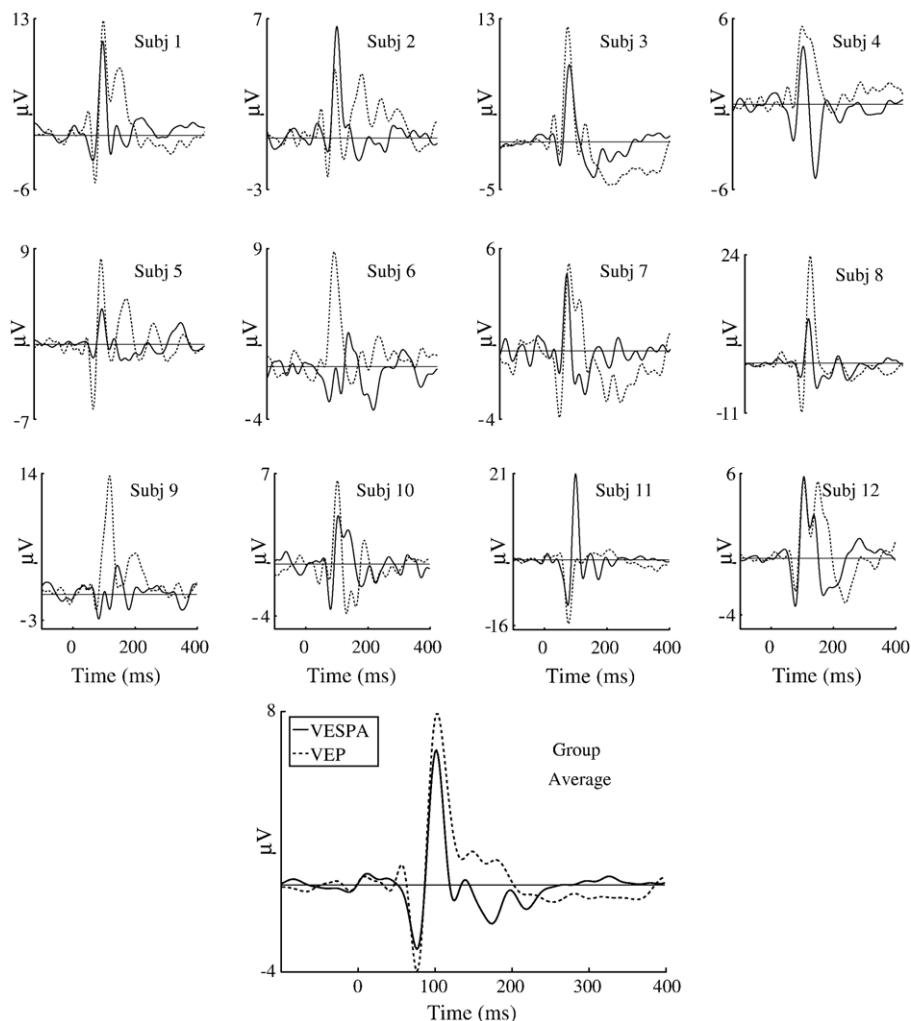 13
Subj 1
µV
-6
7
Subj 2
µV
-3
13
Subj 3
µV
-5
6
Subj 4
µV
-6
9
Subj 5
µV
-7
9
Subj 6
µV
-4
6
Subj 7
µV
-4
24
Subj 8
µV
-11
14
Subj 9
µV
-3
0 200 400
Time (ms)
7
Subj 10
µV
-4
0 200 400
Time (ms)
21
Subj 11
µV
-16
0 200 400
Time (ms)
6
Subj 12
µV
-4
0 200 400
Time (ms)
8
VESPA
VEP
Group
Average
µV
-4
0 100 200 300 400
Time (ms)